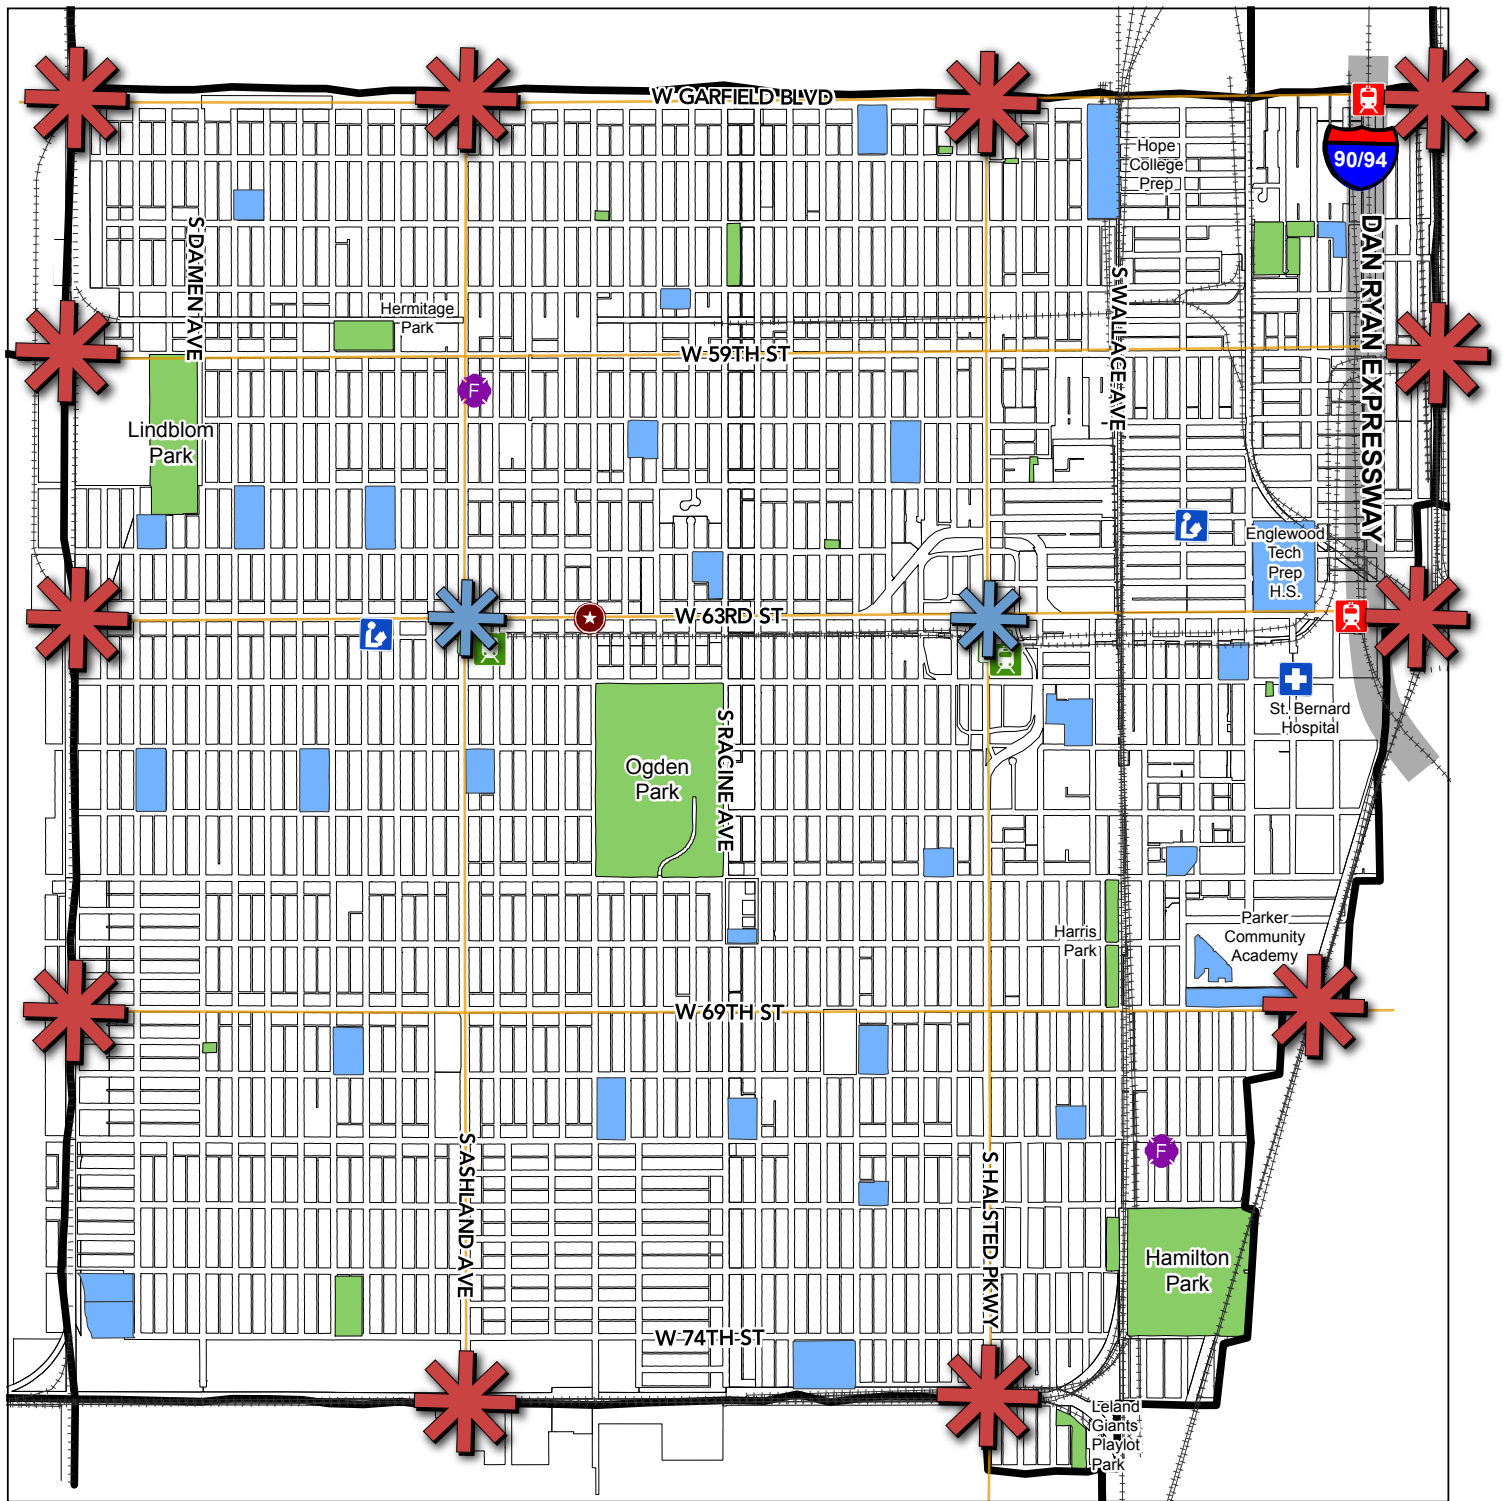 W GARFIELD BLVD
90/94
Hope
College
Prep
S DAMEN AVE
DAN RYAN EXPRESSWAY
S WALLACE AVE
Hermitage
Park
W 59TH ST
F
Lindblom
Park
Englewood
Tech
Prep
H.S.
W 63RD ST
St. Bernard
Hospital
S RACINE AVE
Ogden
Park
Harris
Park
Parker
Community
Academy
W 69TH ST
S ASHLAND AVE
S HALSTED PKWY
F
Hamilton
Park
W 74TH ST
Leland
Giants
Playlot
Park